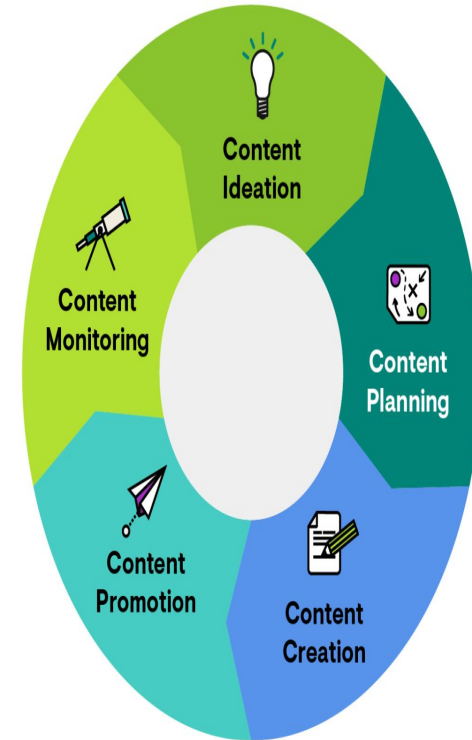 Content
Ideation
Content
Planning
Content
Creation
Content
Promotion
Content
Monitoring